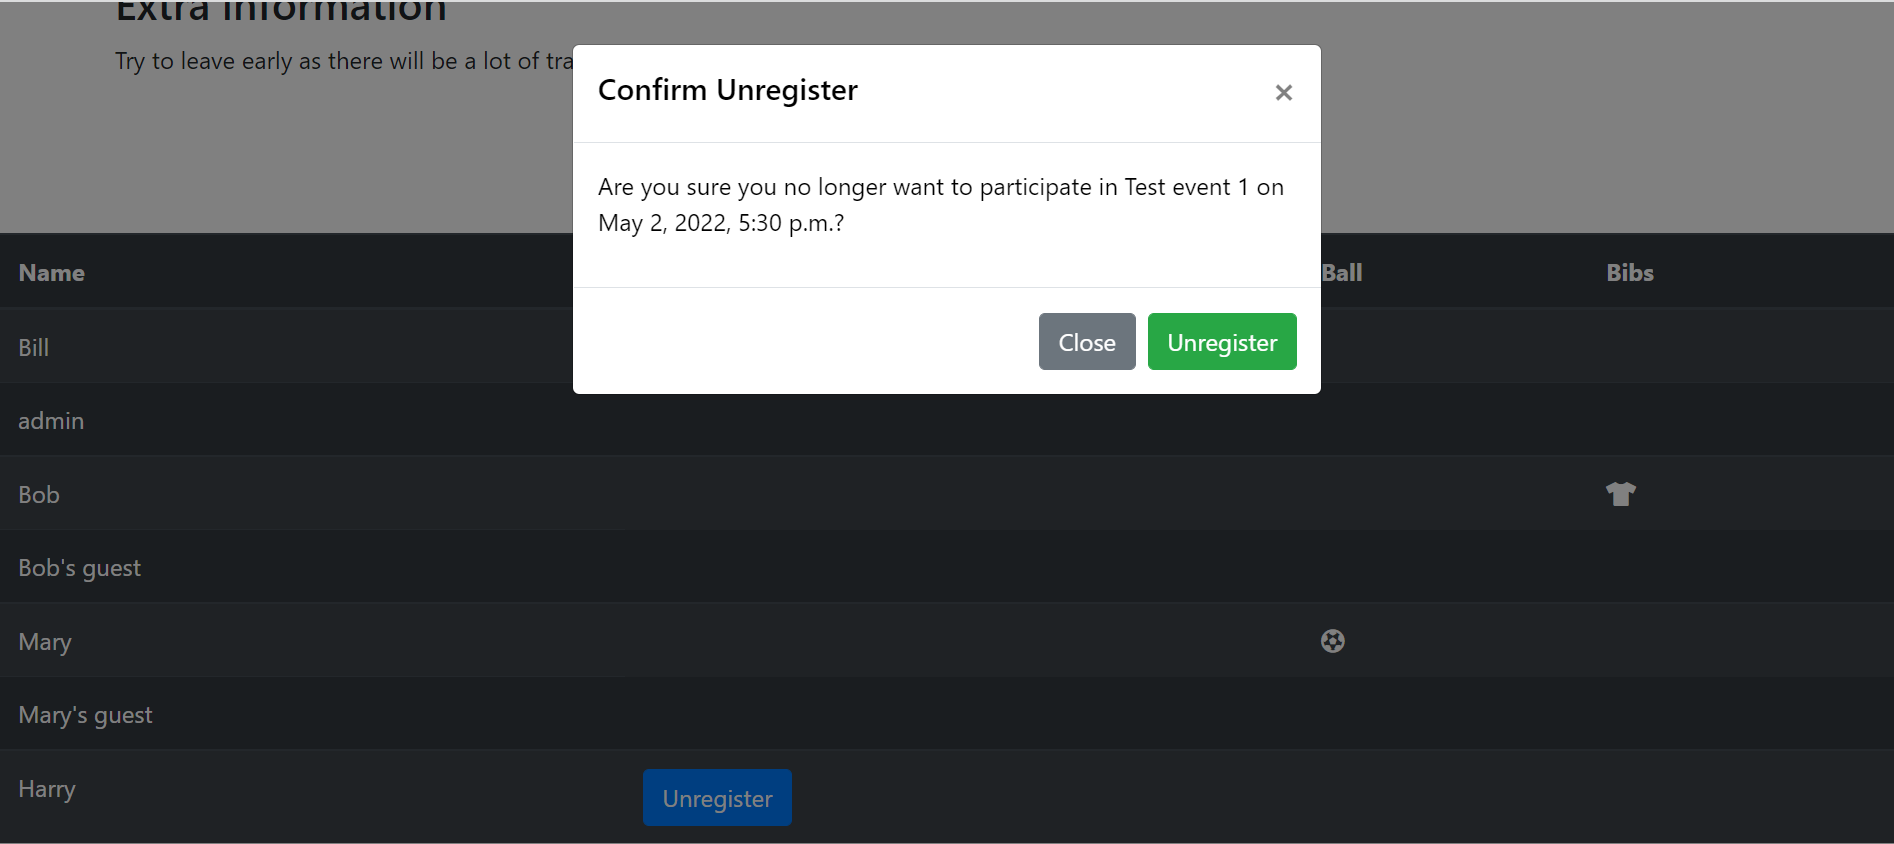 Extra Information
Try to leave early as there will be a lot of
Confirm Unregister
×
Are you sure you no longer want to participate in Test event 1 on
May 2, 2022, 5:30 p.m.?
Close Unregister
Name Ball Bibs
Bill
admin
Bob
Bob's guest
Mary
Mary's guest
Harry Unregister